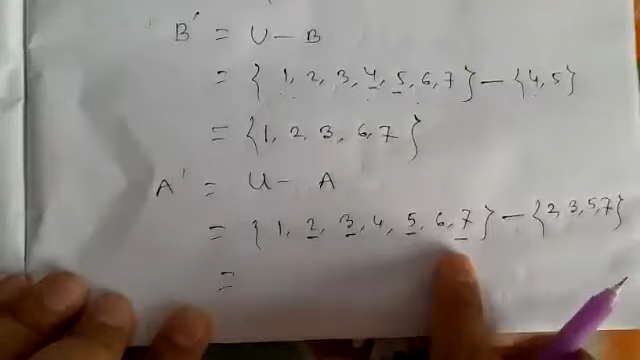 B' = U - B
= { 1, 2, 3, 4, 5, 6, 7 } - {4, 5}
= {1, 2, 3, 6, 7 }
A' = U - A
= { 1, 2, 3, 4, 5, 6, 7 } - {2, 3, 5, 7}
=